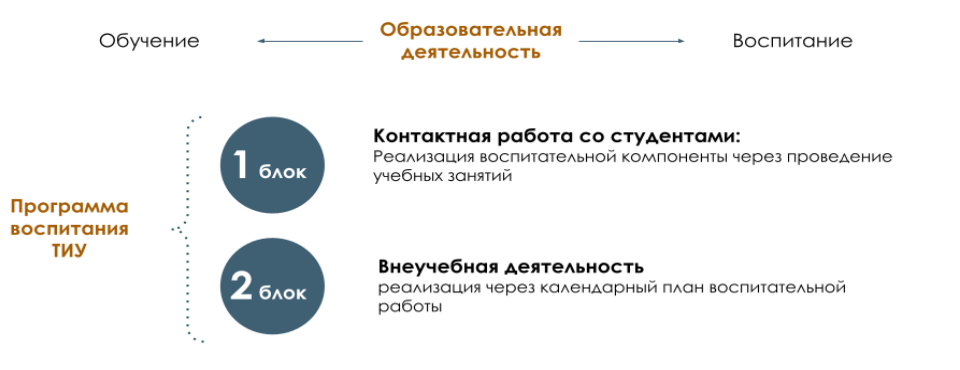 Обучение
Образовательная
деятельность
Воспитание
Программа
воспитания
ТИУ
1 блок
Контактная работа со студентами:
Реализация воспитательной компоненты через проведение
учебных занятий
2 блок
Внеучебная деятельность
реализация через календарный план воспитательной
работы